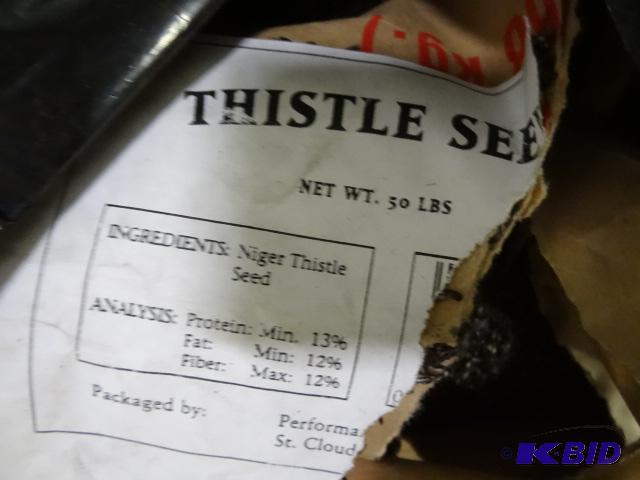 kg.)
THISTLE SEE
NET WT. 50 LBS
INGREDIENTS: Niger Thistle
Seed
ANALYSIS: Protein: Min. 13%
Fat: Min: 12%
Fiber: Max: 12%
Packaged by: Performa
St. Cloud
© K-BID